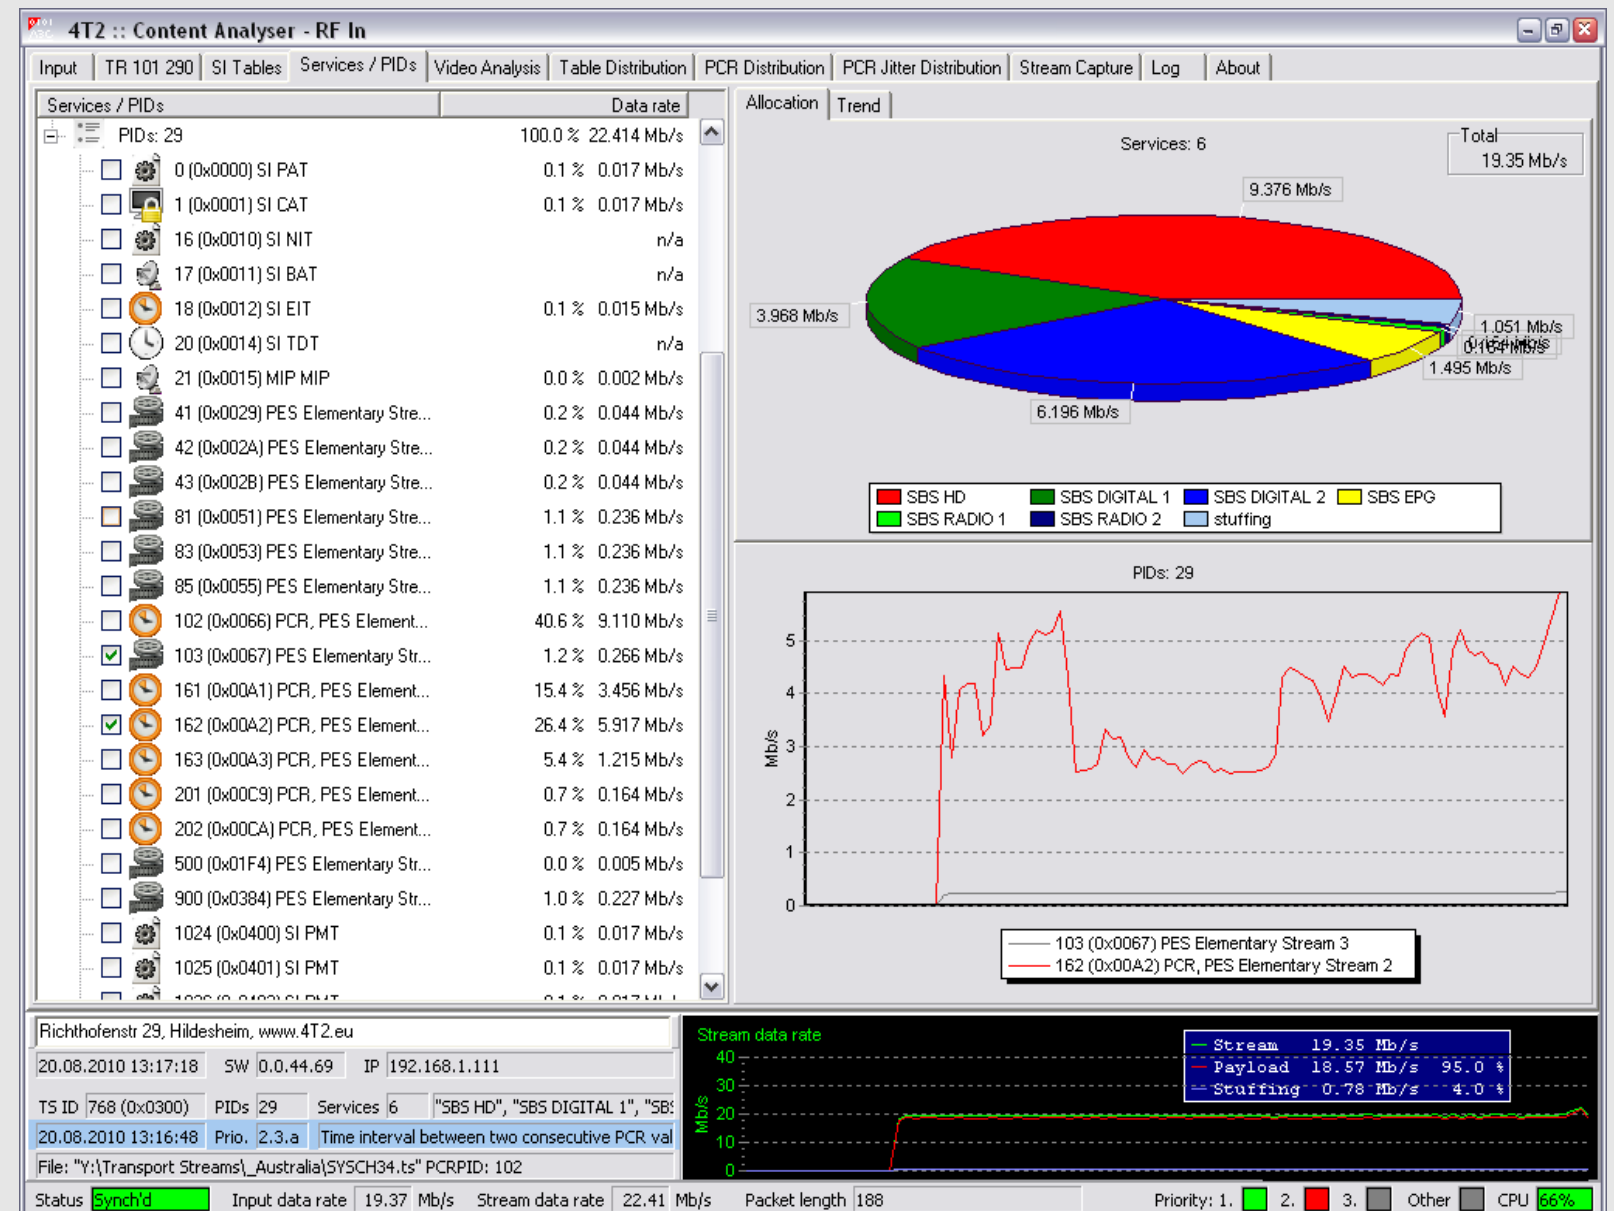 4T2 :: Content Analyser - RF In
Input TR 101 290 SI Tables Services / PIDs Video Analysis Table Distribution PCR Distribution PCR Jitter Distribution Stream Capture Log About
Services / PIDs Data rate
PIDs: 29 100.0 % 22.414 Mb/s
0 (0x0000) SI PAT 0.1 % 0.017 Mb/s
1 (0x0001) SI CAT 0.1 % 0.017 Mb/s
16 (0x0010) SI NIT n/a
17 (0x0011) SI BAT n/a
18 (0x0012) SI EIT 0.1 % 0.015 Mb/s
20 (0x0014) SI TDT n/a
21 (0x0015) MIP MIP 0.0 % 0.002 Mb/s
41 (0x0029) PES Elementary Stre... 0.2 % 0.044 Mb/s
42 (0x002A) PES Elementary Stre... 0.2 % 0.044 Mb/s
43 (0x002B) PES Elementary Stre... 0.2 % 0.044 Mb/s
81 (0x0051) PES Elementary Stre... 1.1 % 0.236 Mb/s
83 (0x0053) PES Elementary Stre... 1.1 % 0.236 Mb/s
85 (0x0055) PES Elementary Stre... 1.1 % 0.236 Mb/s
102 (0x0066) PCR, PES Element... 40.6 % 9.110 Mb/s
103 (0x0067) PES Elementary Str... 1.2 % 0.266 Mb/s
161 (0x00A1) PCR, PES Element... 15.4 % 3.456 Mb/s
162 (0x00A2) PCR, PES Element... 26.4 % 5.917 Mb/s
163 (0x00A3) PCR, PES Element... 5.4 % 1.215 Mb/s
201 (0x00C9) PCR, PES Element... 0.7 % 0.164 Mb/s
202 (0x00CA) PCR, PES Element... 0.7 % 0.164 Mb/s
500 (0x01F4) PES Elementary Str... 0.0 % 0.005 Mb/s
900 (0x0384) PES Elementary Str... 1.0 % 0.227 Mb/s
1024 (0x0400) SI PMT 0.1 % 0.017 Mb/s
1025 (0x0401) SI PMT 0.1 % 0.017 Mb/s
Allocation Trend
Services: 6
Total
19.35 Mb/s
9.376 Mb/s
3.968 Mb/s
1.051 Mb/s
0.164 Mb/s
1.495 Mb/s
6.196 Mb/s
SBS HD SBS DIGITAL 1 SBS DIGITAL 2 SBS EPG
SBS RADIO 1 SBS RADIO 2 stuffing
PIDs: 29
Mb/s
5
4
3
2
1
0
103 (0x0067) PES Elementary Stream 3
162 (0x00A2) PCR, PES Elementary Stream 2
Richthofenstr 29, Hildesheim, www.4T2.eu
20.08.2010 13:17:18 SW 0.0.44.69 IP 192.168.1.111
TS ID 768 (0x0300) PIDs 29 Services 6 "SBS HD", "SBS DIGITAL 1", "SBS
20.08.2010 13:16:48 Prio. 2.3.a Time interval between two consecutive PCR val
File: "Y:\Transport Streams\_Australia\SYSCH34.ts" PCRPID: 102
Stream data rate
Mb/s
40
30
20
10
0
Stream 19.35 Mb/s
Payload 18.57 Mb/s 95.0 %
Stuffing 0.78 Mb/s 4.0 %
Status Synch'd Input data rate 19.37 Mb/s Stream data rate 22.41 Mb/s Packet length 188 Priority: 1. 2. 3. Other CPU 66%